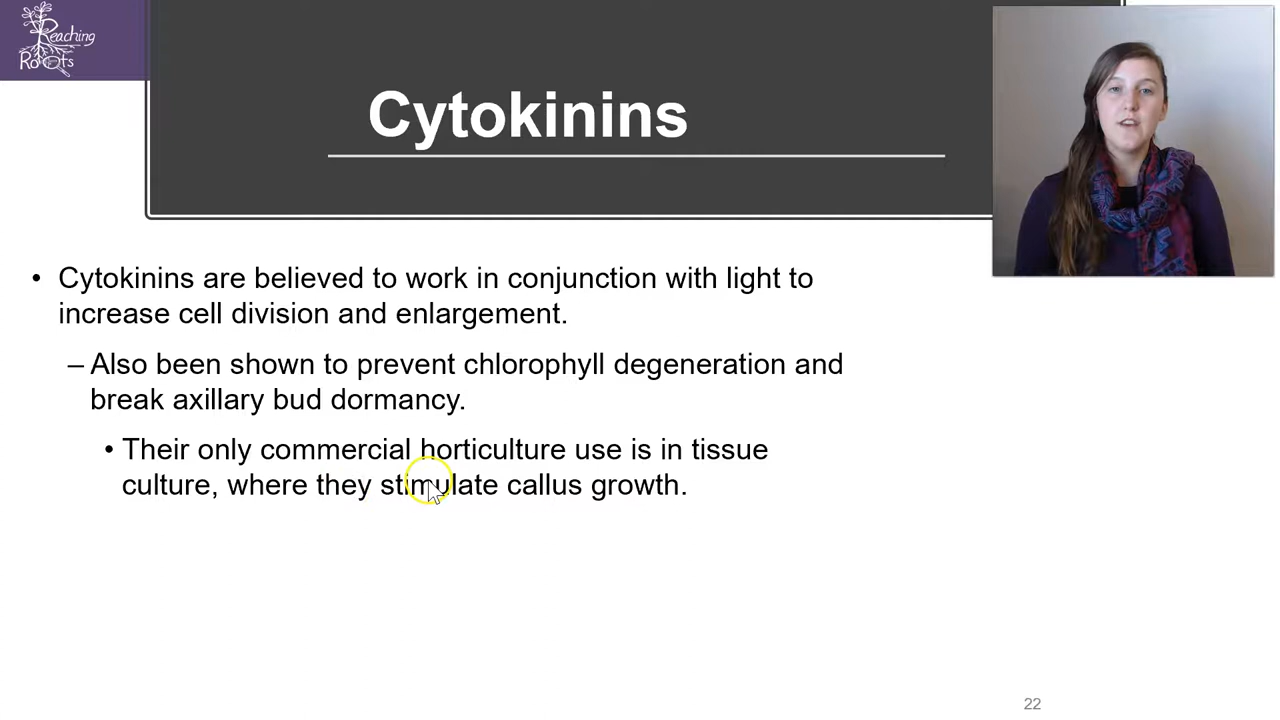 Reaching
Roots
Cytokinins
• Cytokinins are believed to work in conjunction with light to
increase cell division and enlargement.
– Also been shown to prevent chlorophyll degeneration and
break axillary bud dormancy.
• Their only commercial horticulture use is in tissue
culture, where they stimulate callus growth.
22